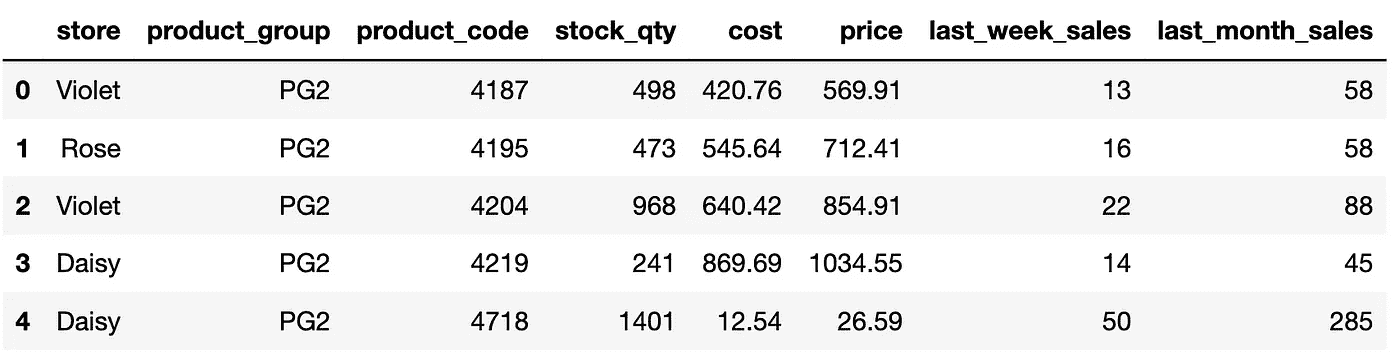 store product_group product_code stock_qty cost price last_week_sales last_month_sales
0 Violet PG2 4187 498 420.76 569.91 13 58
1 Rose PG2 4195 473 545.64 712.41 16 58
2 Violet PG2 4204 968 640.42 854.91 22 88
3 Daisy PG2 4219 241 869.69 1034.55 14 45
4 Daisy PG2 4718 1401 12.54 26.59 50 285